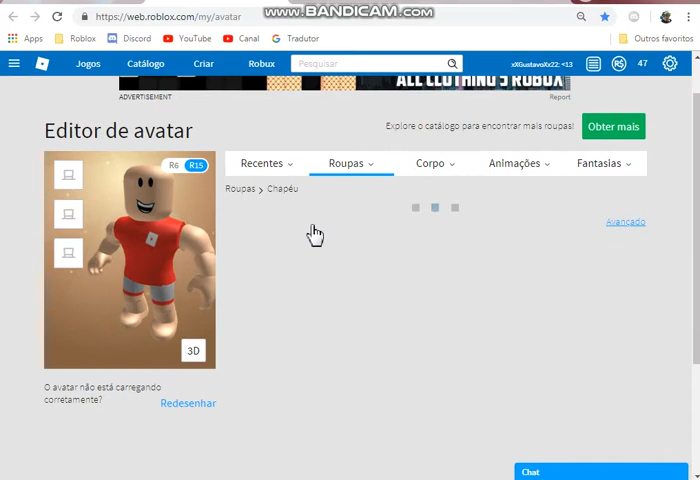 www.BANDICAM.com
https://web.roblox.com/my/avatar
Apps Roblox Discord YouTube Canal Tradutor Outros favoritos
Jogos Catálogo Criar Robux Pesquisar xXGustavoXx22: <13 R$ 47
ALL CLOTHING 5 ROBUX
ADVERTISEMENT Report
Editor de avatar
Explore o catálogo para encontrar mais roupas! Obter mais
R6 R15
Recentes Roupas Corpo Animações Fantasias
Roupas > Chapéu
Avançado
3D
O avatar não está carregando
corretamente?
Redesenhar
Chat